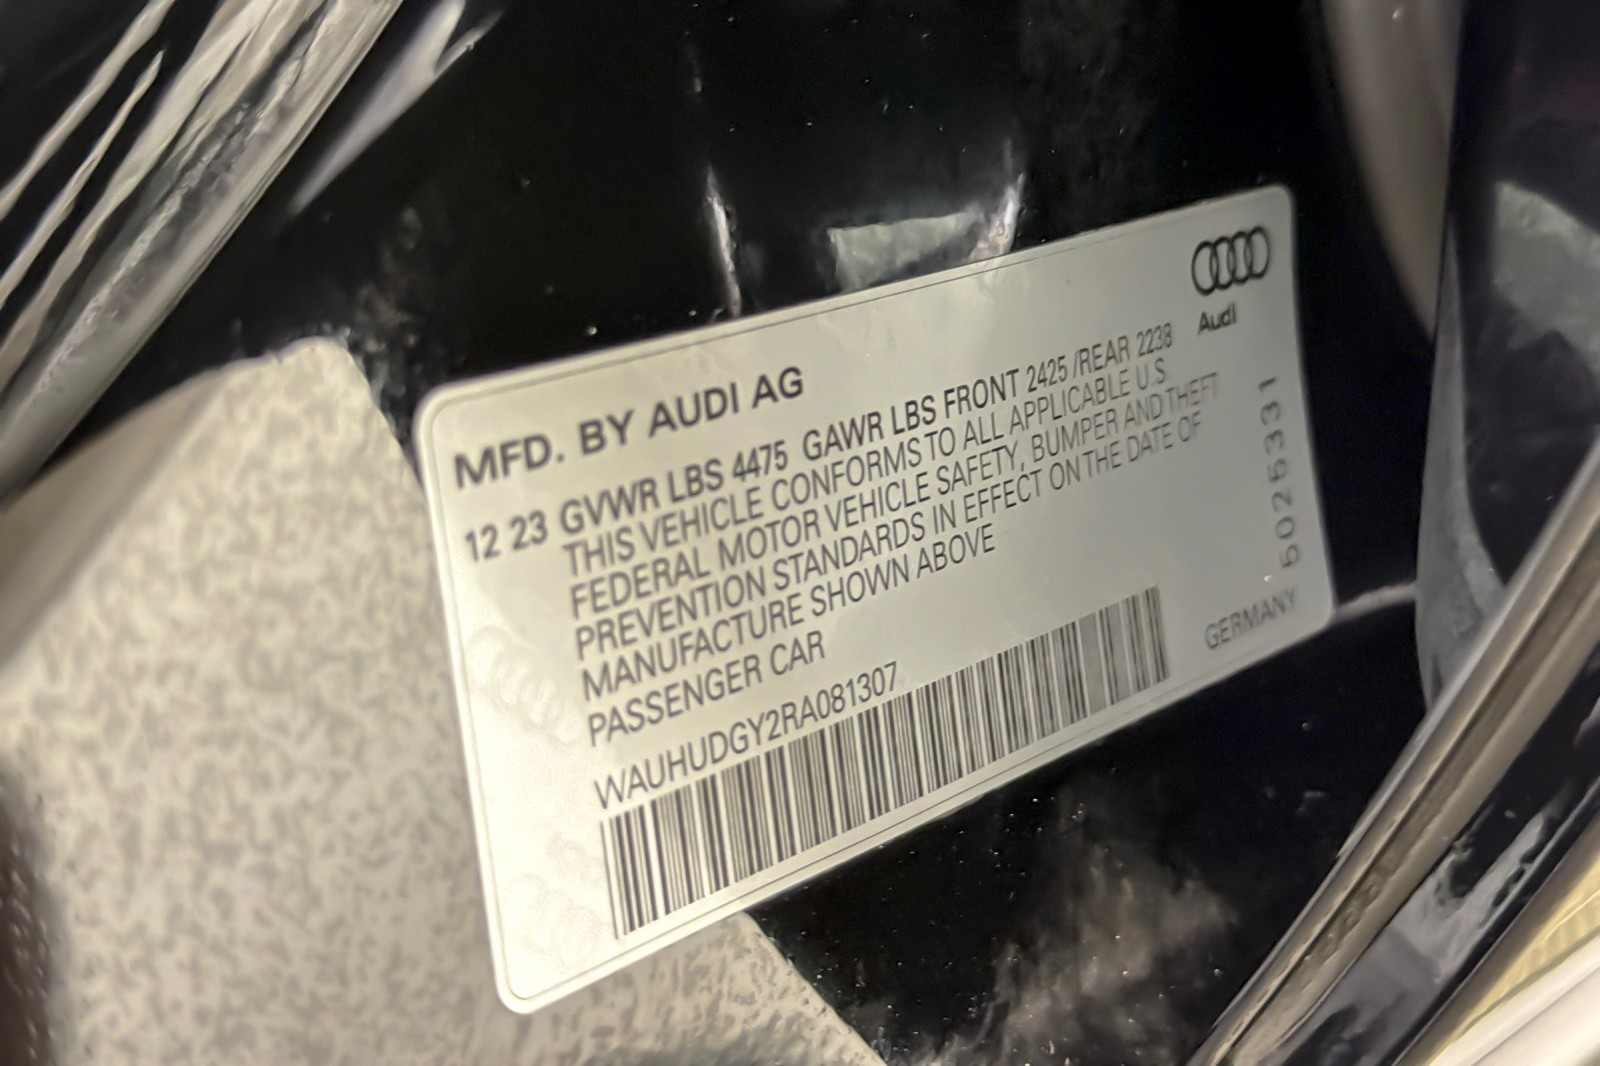 Audi
MFD. BY AUDI AG
12 23 GVWR LBS 4475 GAWR LBS FRONT 2425 /REAR 2238
THIS VEHICLE CONFORMS TO ALL APPLICABLE U.S.
FEDERAL MOTOR VEHICLE SAFETY, BUMPER AND THEFT
PREVENTION STANDARDS IN EFFECT ON THE DATE OF
MANUFACTURE SHOWN ABOVE
PASSENGER CAR
WAUHUDGY2RA081307
GERMANY
5025331